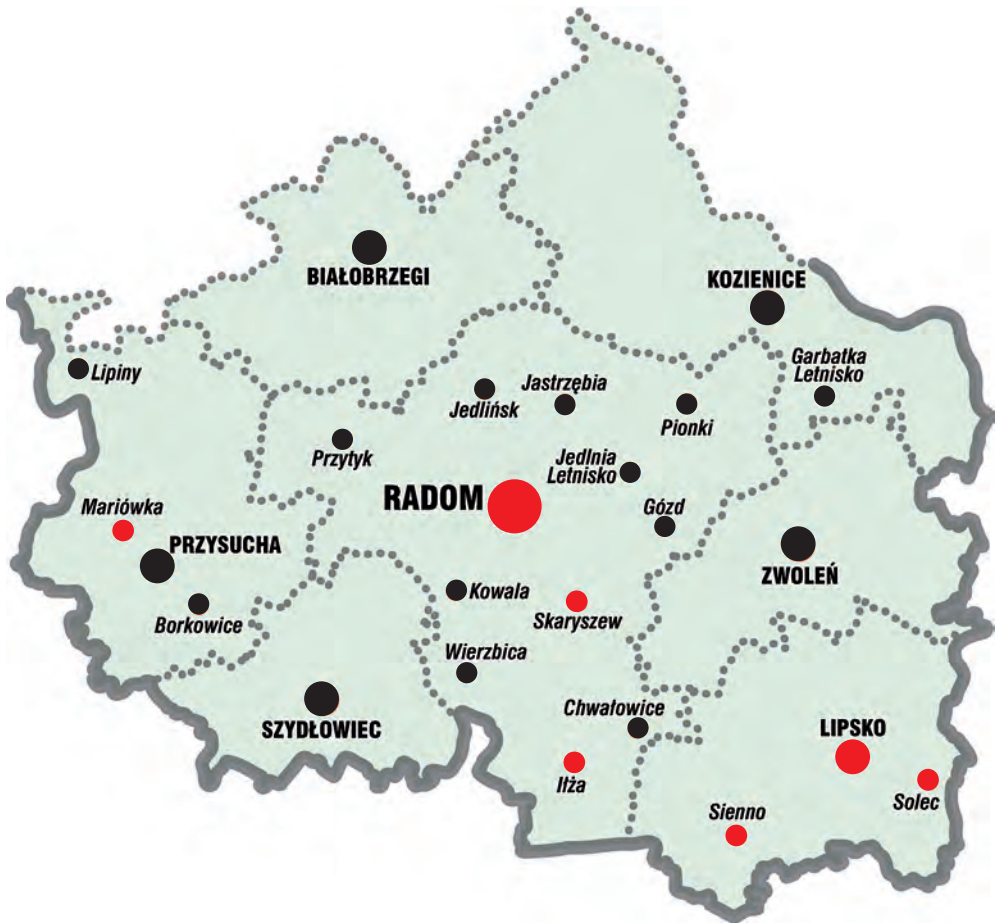 BIAŁOBRZEGI
KOZIENICE
Lipiny
Garbatka
Letnisko
Jedlińsk
Jastrzębia
Pionki
Przytyk
Jedlnia
Letnisko
RADOM
Gózd
Mariówka
PRZYSUCHA
ZWOLEŃ
Borkowice
Kowala
Skaryszew
Wierzbica
SZYDŁOWIEC
Chwałowice
LIPSKO
Iłża
Sienno
Solec